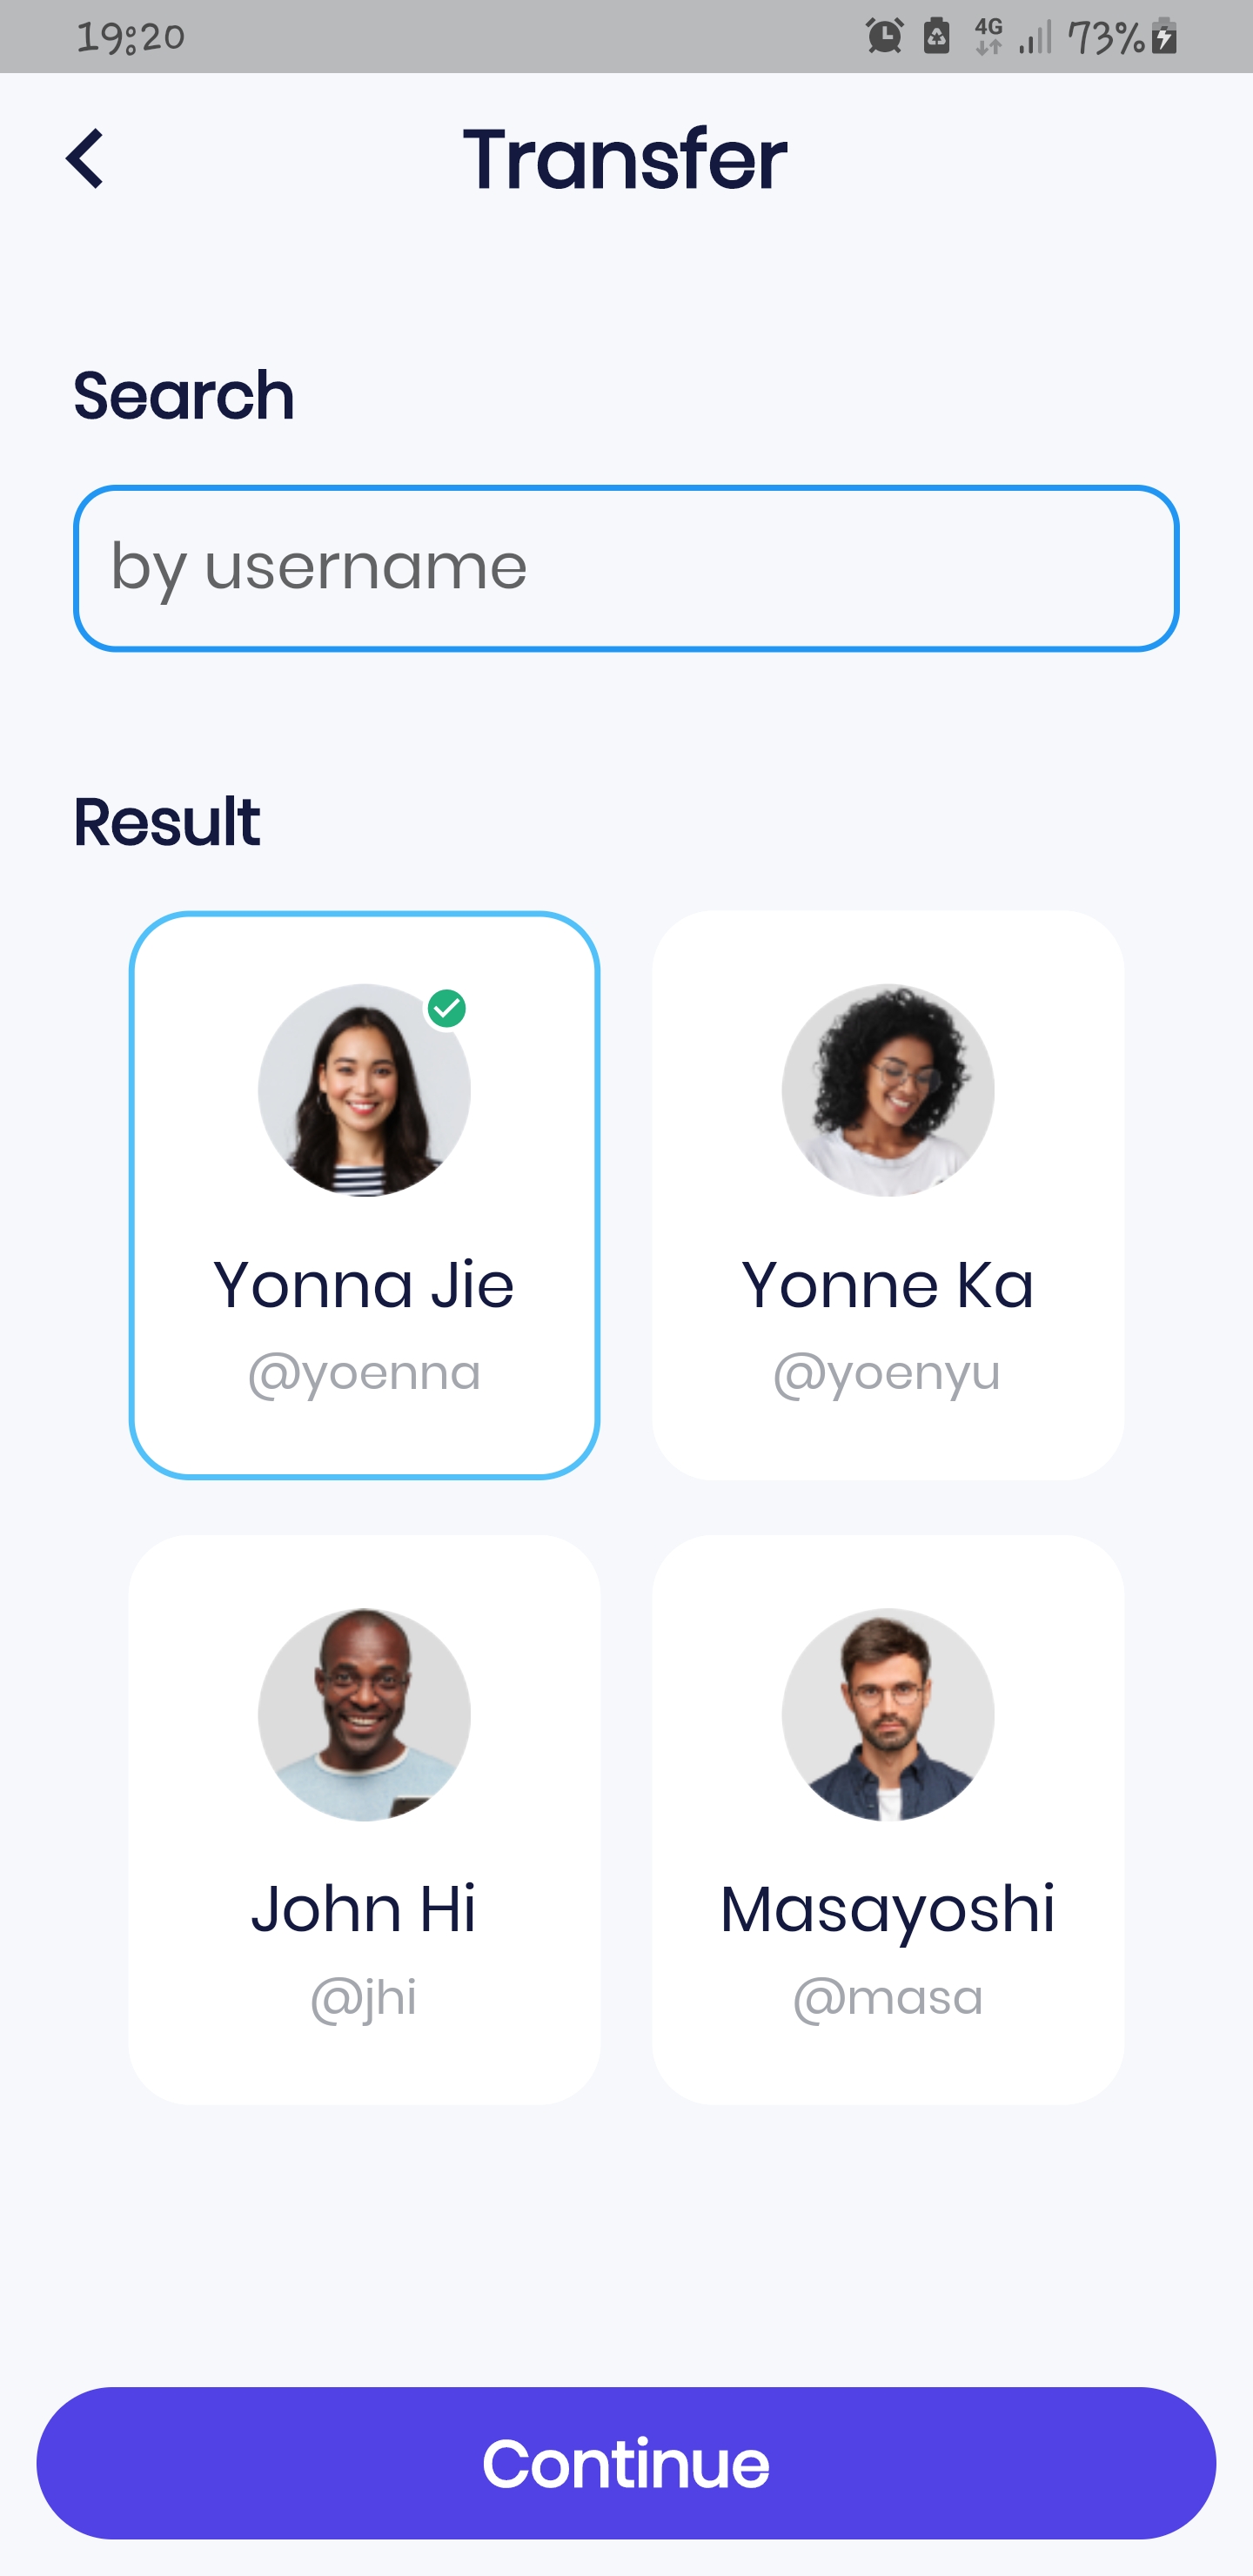 19:20 4G 73%
Transfer
Search
by username
Result
Yonna Jie
@yoenna
Yonne Ka
@yoenyu
John Hi
@jhi
Masayoshi
@masa
Continue